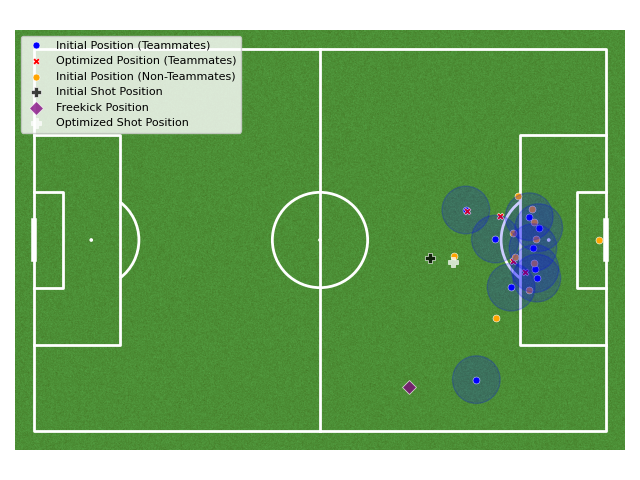 Initial Position (Teammates)
Optimized Position (Teammates)
Initial Position (Non-Teammates)
Initial Shot Position
Freekick Position
Optimized Shot Position